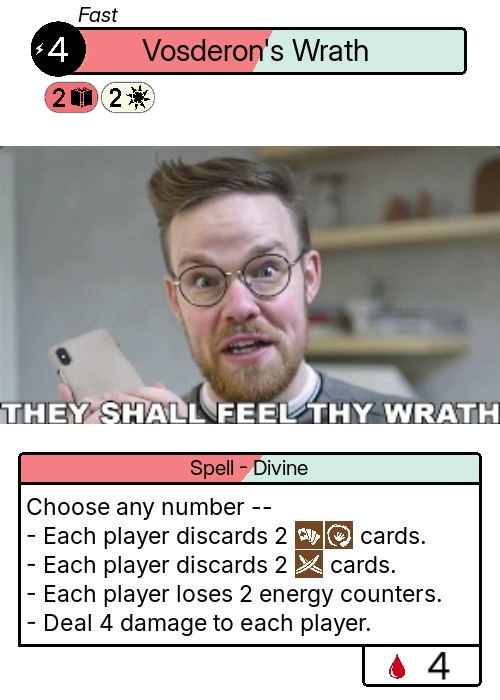 Fast
4
Vosderon's Wrath
2 2
THEY SHALL FEEL THY WRATH
Spell - Divine
Choose any number --
- Each player discards 2 cards.
- Each player discards 2 cards.
- Each player loses 2 energy counters.
- Deal 4 damage to each player.
4